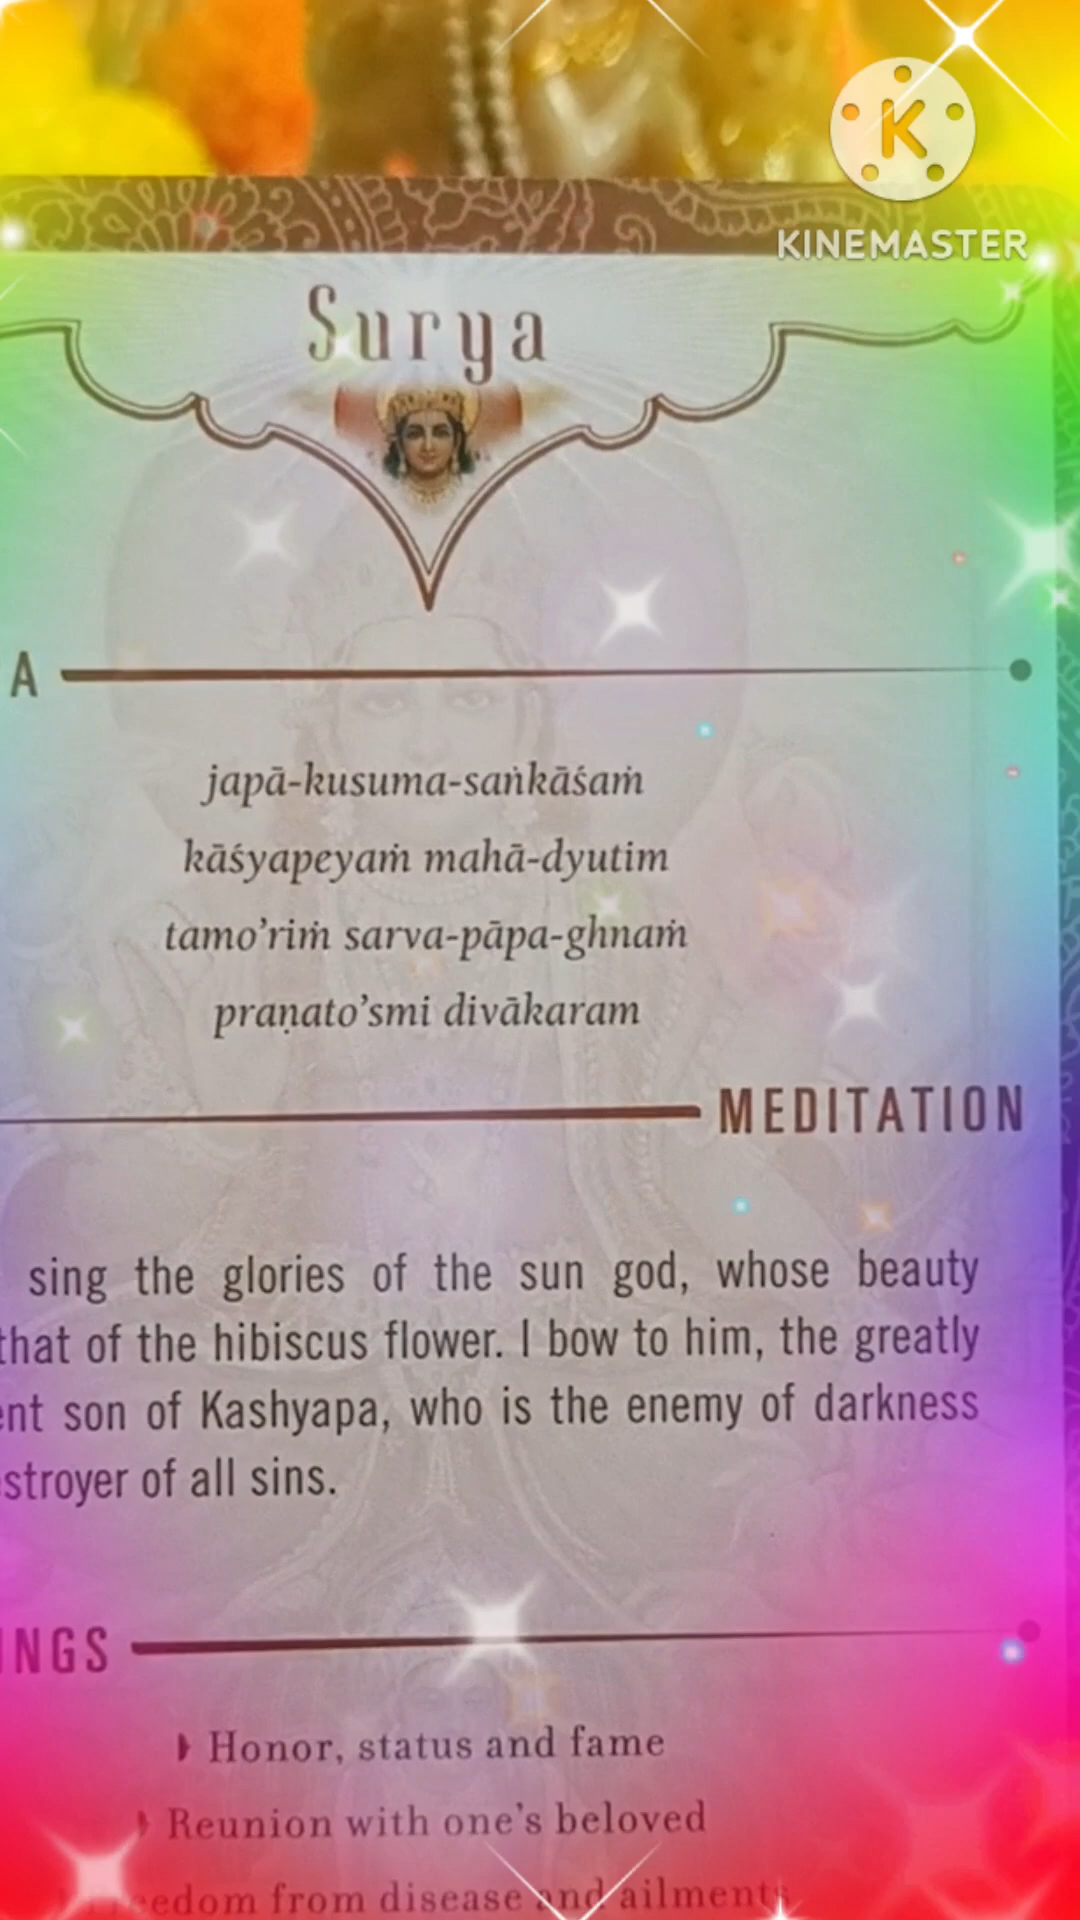 K
KINEMASTER
Surya
A
japā-kusuma-saṅkāśaṁ
kāśyapeyaṁ mahā-dyutim
tamo’riṁ sarva-pāpa-ghnaṁ
praṇato’smi divākaram
MEDITATION
sing the glories of the sun god, whose beauty
that of the hibiscus flower. I bow to him, the greatly
ent son of Kashyapa, who is the enemy of darkness
stroyer of all sins.
INGS
Honor, status and fame
Reunion with one’s beloved
eedom from disease and ailments